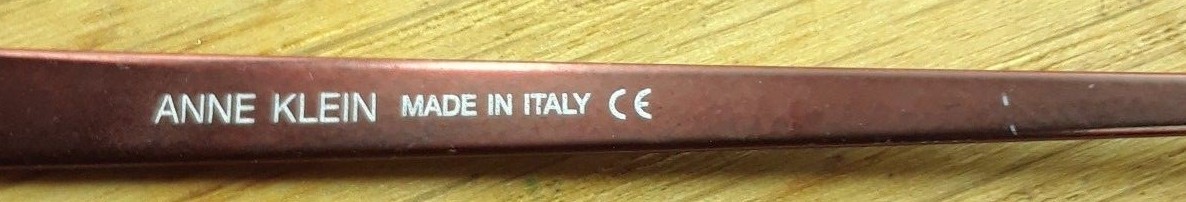 ANNE KLEIN MADE IN ITALY CE